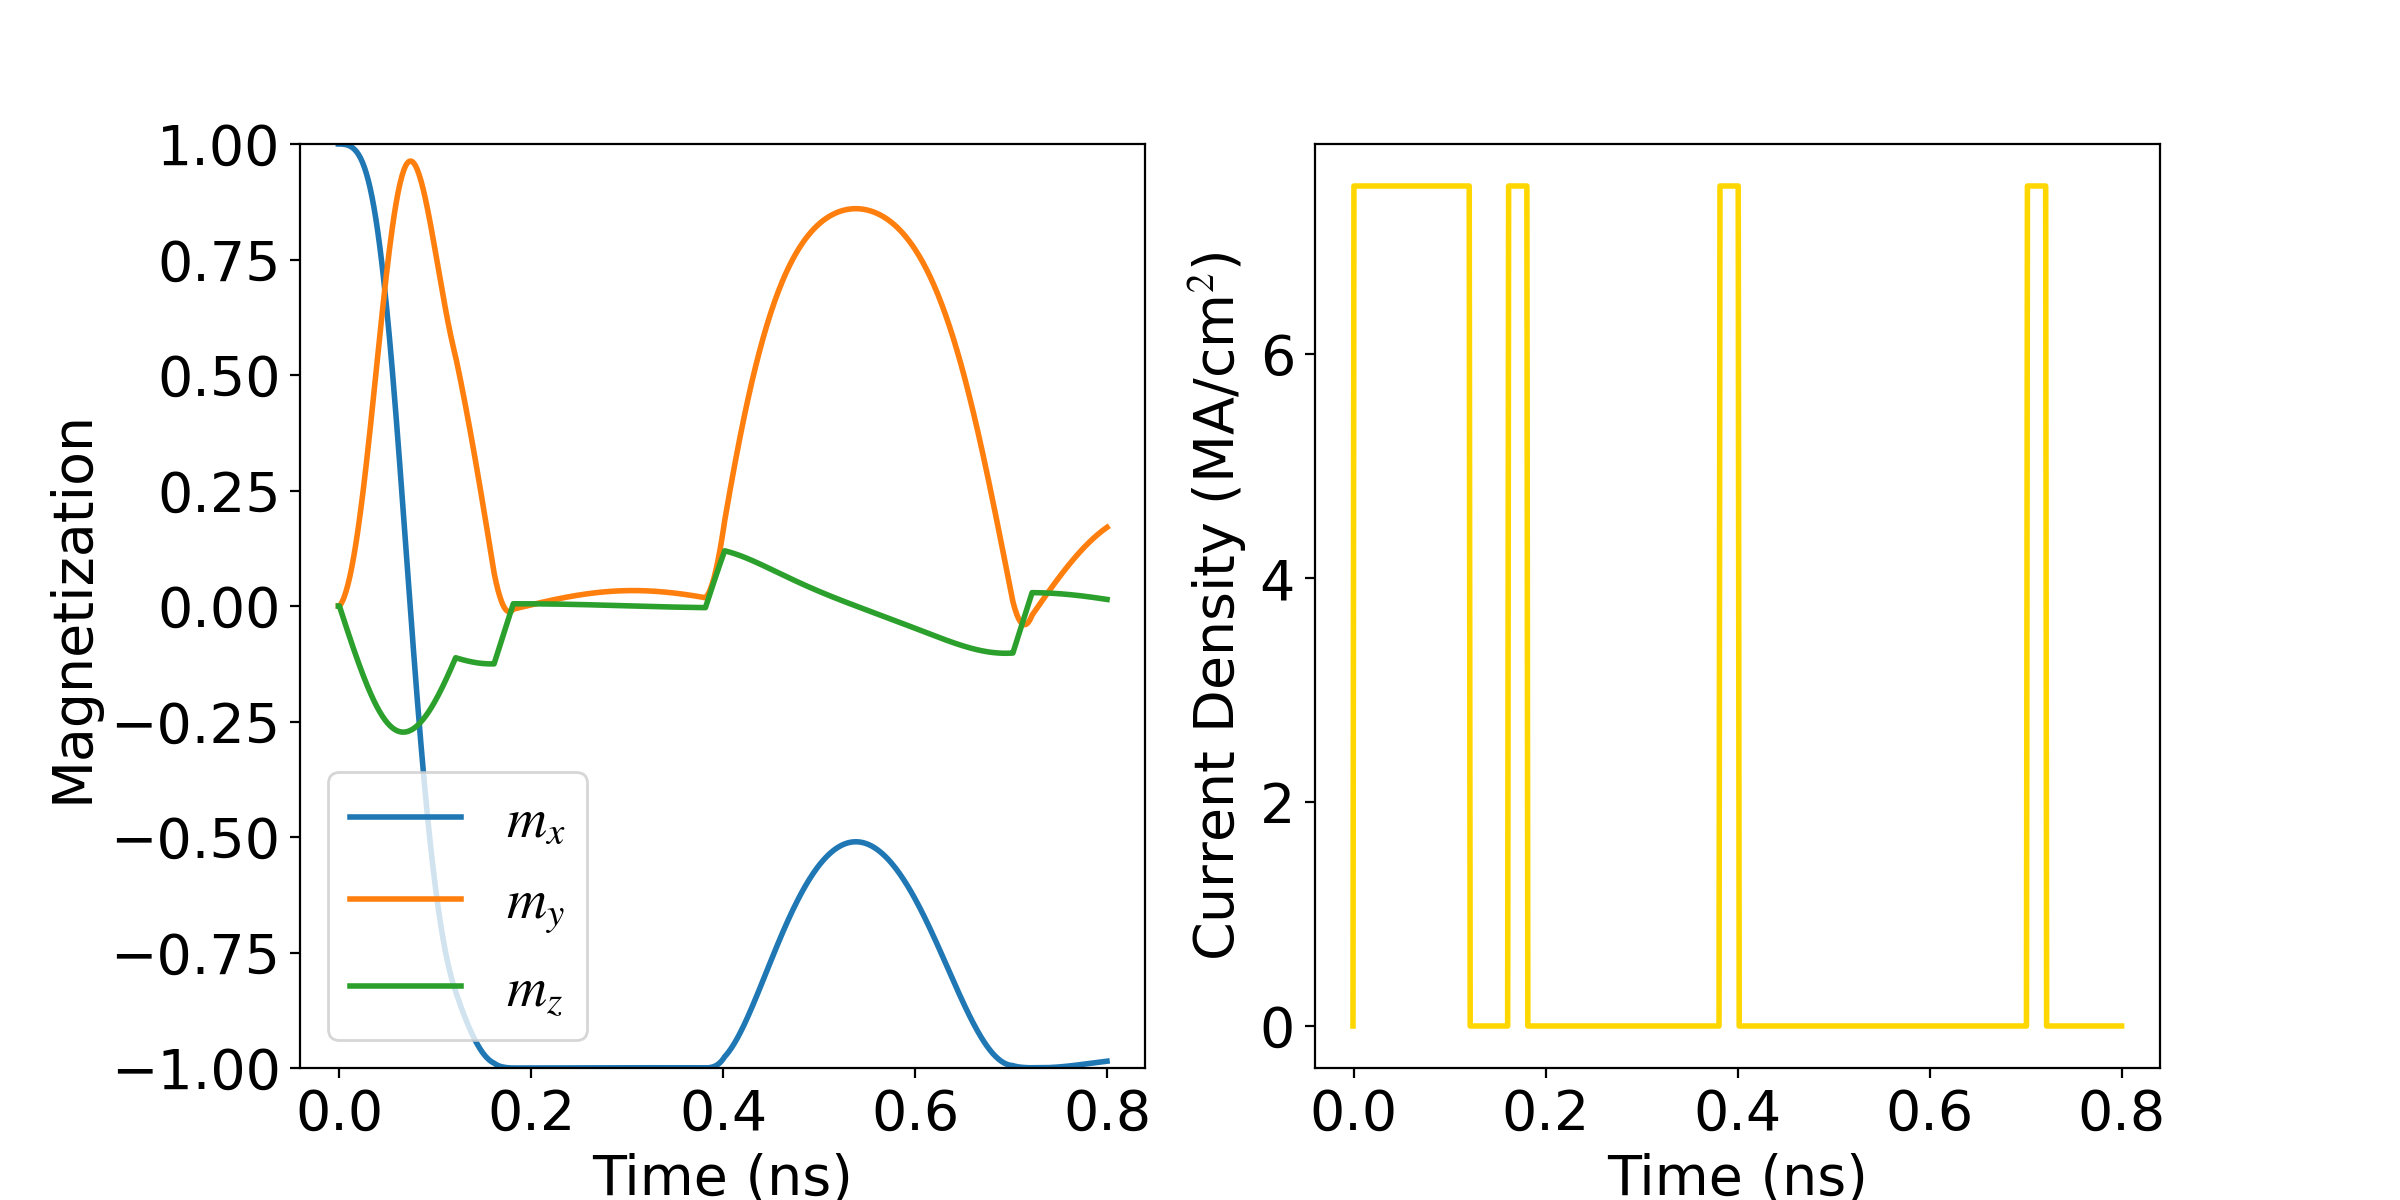 Magnetization
1.00
0.75
0.50
0.25
0.00
−0.25
−0.50
−0.75
−1.00
m_x
m_y
m_z
0.0 0.2 0.4 0.6 0.8
Time (ns)
Current Density (MA/cm²)
6
4
2
0
0.0 0.2 0.4 0.6 0.8
Time (ns)